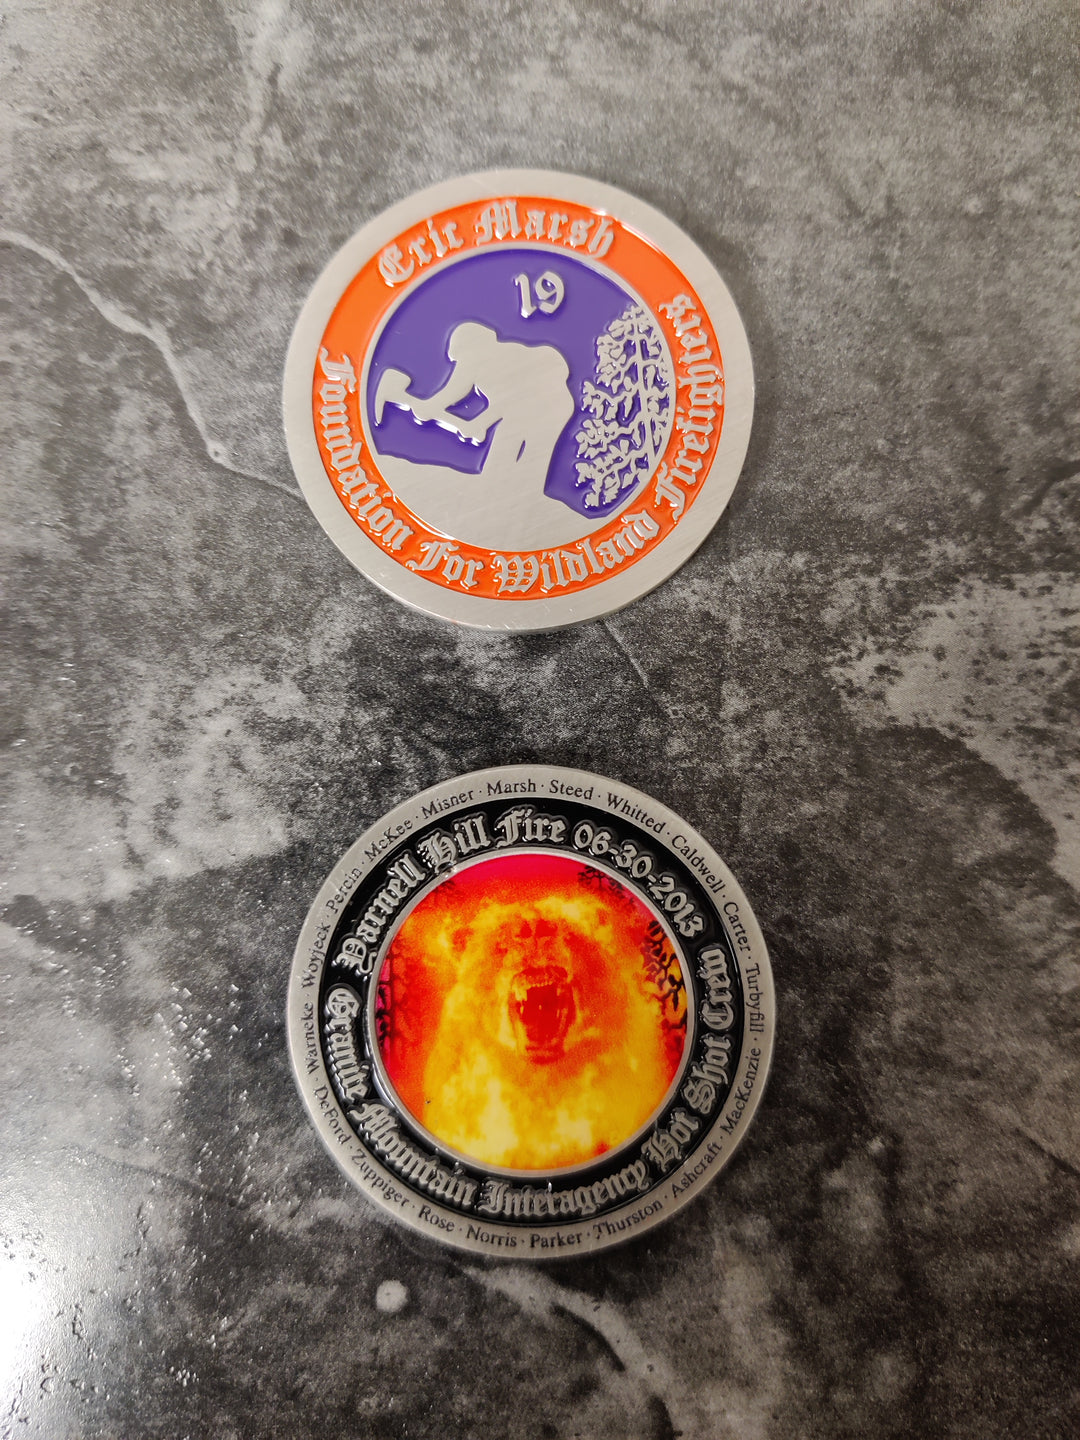 Eric Marsh
19
Foundation For Wildland Firefighters
Marsh · Steed · Whitted · Caldwell · Carter · Turbyfill · MacKenzie · Ashcraft · Thurston · Parker · Norris · Rose · Zuppiger · DeFord · Warneke · Woyjeck · Percin · McKee · Misner ·
Yarnell Hill Fire 06-30-2013
Granite Mountain Interagency Hot Shot Crew